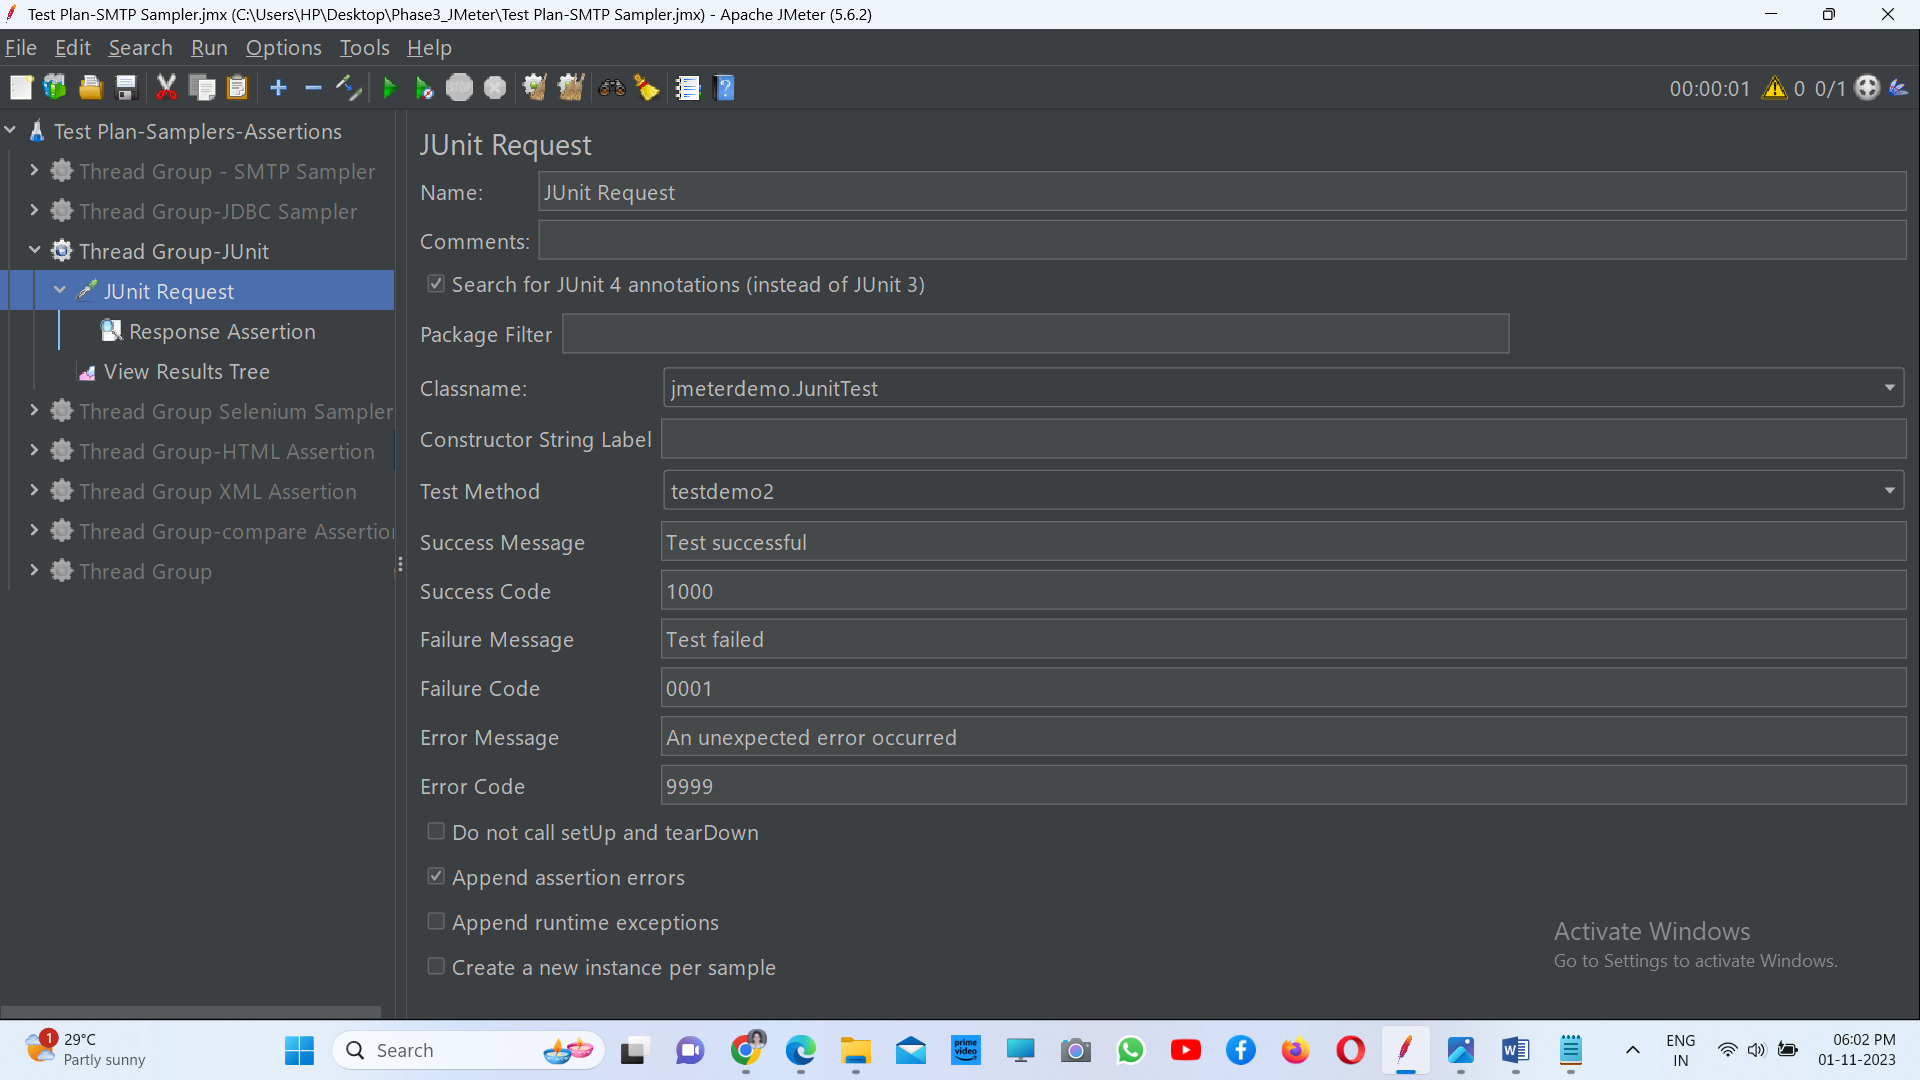 Test Plan-SMTP Sampler.jmx (C:\Users\HP\Desktop\Phase3_JMeter\Test Plan-SMTP Sampler.jmx) - Apache JMeter (5.6.2)
File Edit Search Run Options Tools Help
STOP
00:00:01 0 0/1
Test Plan-Samplers-Assertions
Thread Group - SMTP Sampler
Thread Group-JDBC Sampler
Thread Group-JUnit
JUnit Request
Response Assertion
View Results Tree
Thread Group Selenium Sampler
Thread Group-HTML Assertion
Thread Group XML Assertion
Thread Group-compare Assertion
Thread Group
JUnit Request
Name: JUnit Request
Comments:
Search for JUnit 4 annotations (instead of JUnit 3)
Package Filter
Classname: jmeterdemo.JunitTest
Constructor String Label
Test Method testdemo2
Success Message Test successful
Success Code 1000
Failure Message Test failed
Failure Code 0001
Error Message An unexpected error occurred
Error Code 9999
Do not call setUp and tearDown
Append assertion errors
Append runtime exceptions
Create a new instance per sample
Activate Windows
Go to Settings to activate Windows.
1 29°C
Partly sunny
Search
prime video
ENG
IN
06:02 PM
01-11-2023